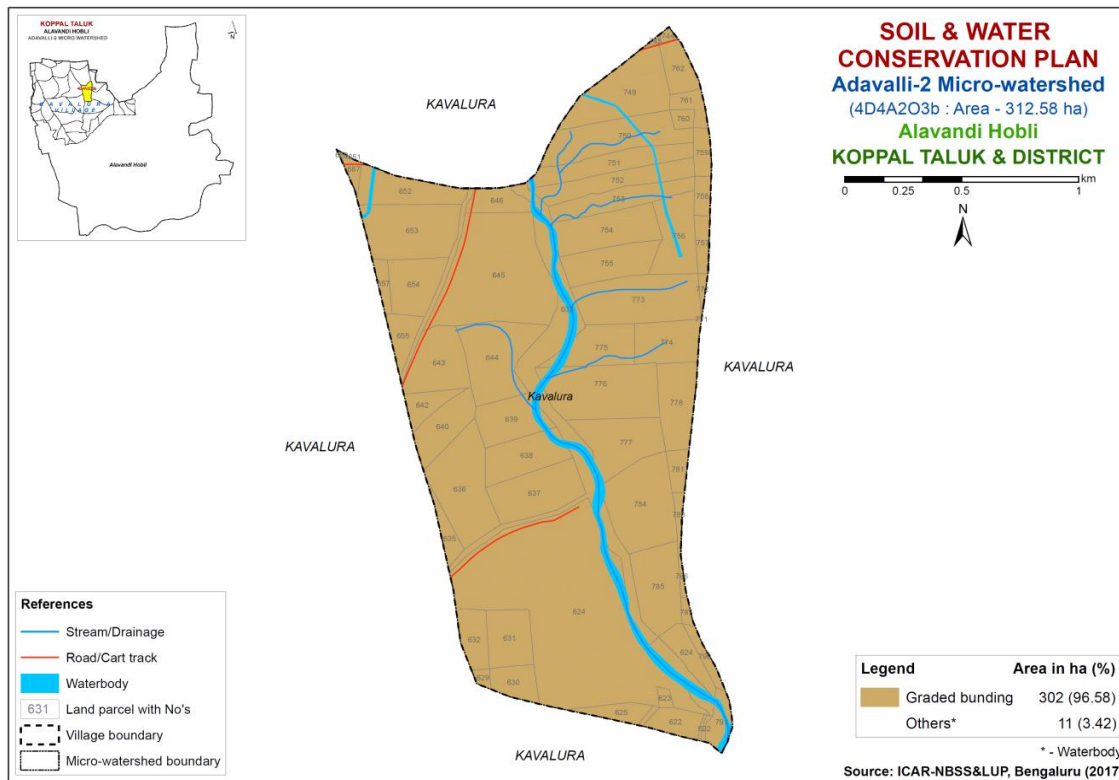 KOPPAL TALUK
ALAVANDI HOBLI
ADAVALLI-2 MICRO WATERSHED
N
KAVALURA
VILLAGE
Alavandi Hobli
SOIL & WATER
CONSERVATION PLAN
Adavalli-2 Micro-watershed
(4D4A2O3b : Area - 312.58 ha)
Alavandi Hobli
KOPPAL TALUK & DISTRICT
km
0 0.25 0.5 1
N
KAVALURA
KAVALURA
KAVALURA
KAVALURA
Kavalura
762
749
761
760
750
759
751
752
753
652
646
758
754
756
653
757
755
645
654
773
655
775
774
643
644
776
642
778
639
640
777
638
781
636
637
784
635
785
624
632
631
624
629
630
623
625
622
References
Stream/Drainage
Road/Cart track
Waterbody
631 Land parcel with No's
Village boundary
Micro-watershed boundary
Legend Area in ha (%)
Graded bunding 302 (96.58)
Others* 11 (3.42)
* - Waterbody
Source: ICAR-NBSS&LUP, Bengaluru (2017